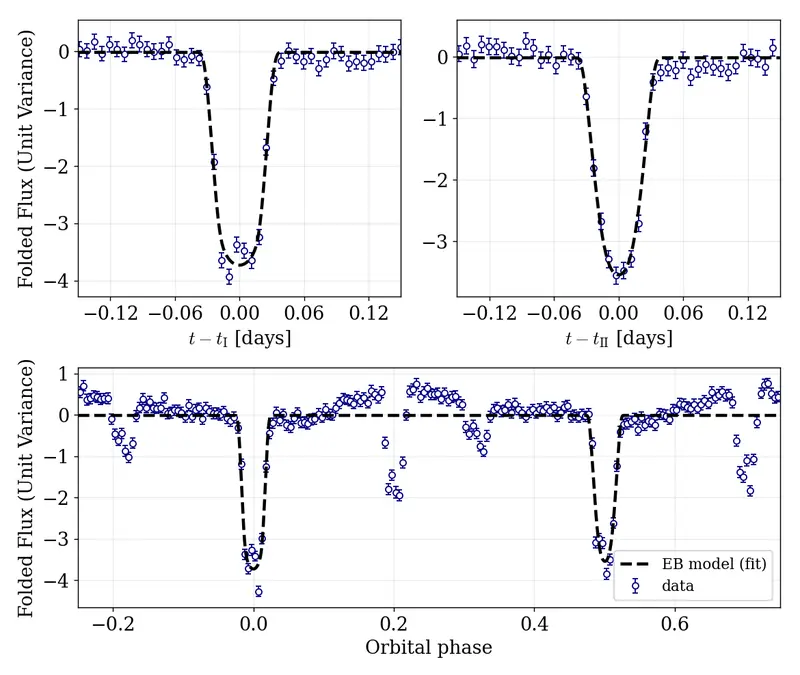 Folded Flux (Unit Variance)
0
−1
−2
−3
−4
−0.12 −0.06 0.00 0.06 0.12
t − t_I [days]
0
−1
−2
−3
−0.12 −0.06 0.00 0.06 0.12
t − t_II [days]
Folded Flux (Unit Variance)
1
0
−1
−2
−3
−4
−0.2 0.0 0.2 0.4 0.6
Orbital phase
EB model (fit)
data